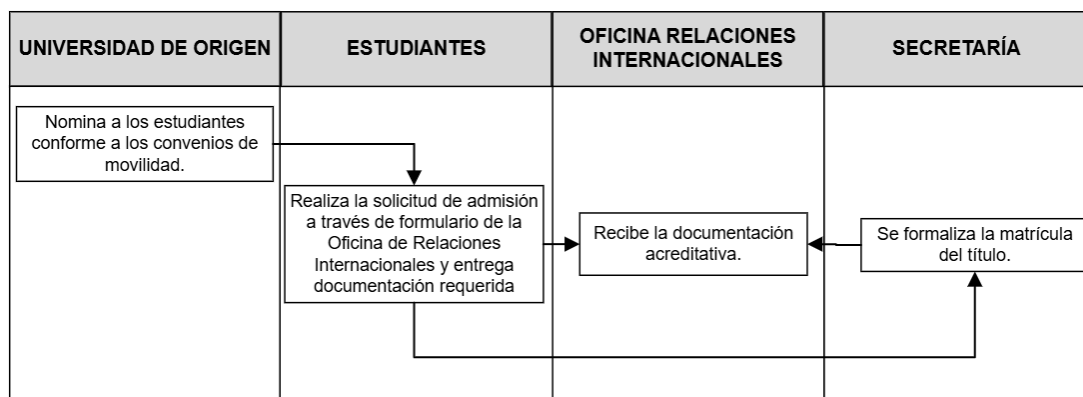 UNIVERSIDAD DE ORIGEN
ESTUDIANTES
OFICINA RELACIONES
INTERNACIONALES
SECRETARÍA
Nomina a los estudiantes
conforme a los convenios de
movilidad.
Realiza la solicitud de admisión
a través de formulario de la
Oficina de Relaciones
Internacionales y entrega
documentación requerida
Recibe la documentación
acreditativa.
Se formaliza la matrícula
del título.